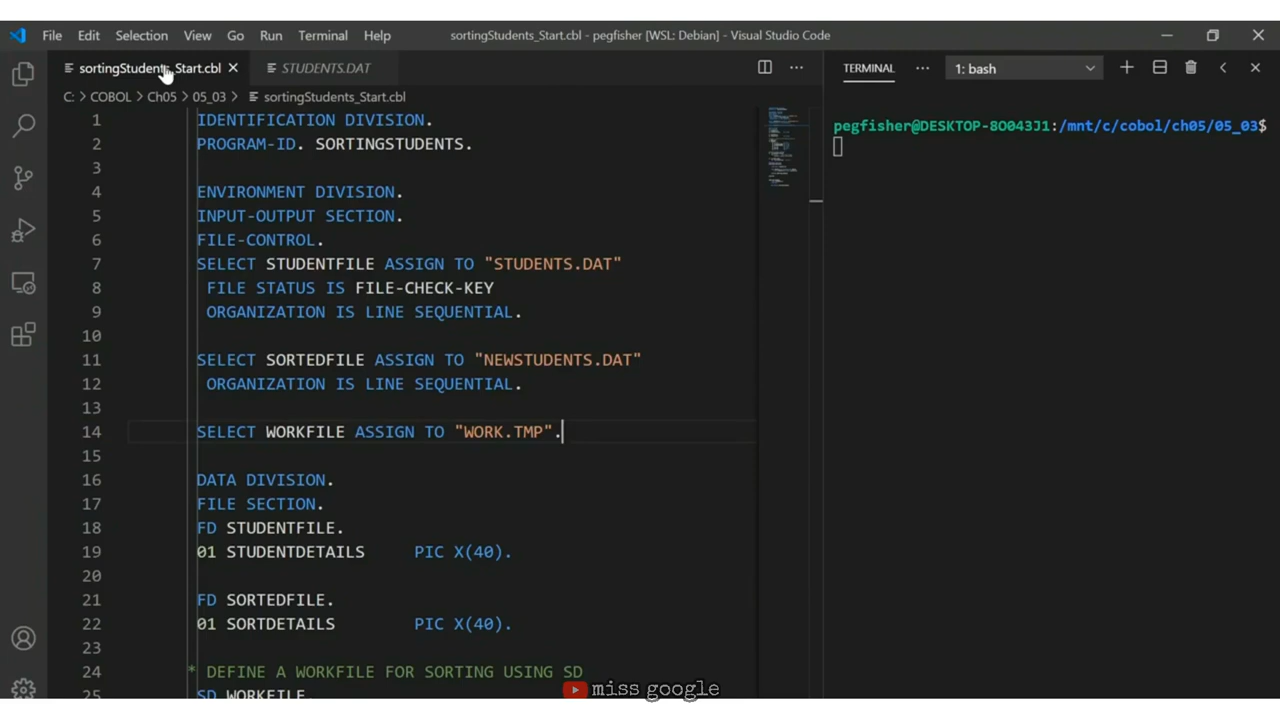 File Edit Selection View Go Run Terminal Help sortingStudents_Start.cbl - pegfisher [WSL: Debian] - Visual Studio Code
sortingStudents_Start.cbl STUDENTS.DAT
C: > COBOL > Ch05 > 05_03 > sortingStudents_Start.cbl
1 IDENTIFICATION DIVISION.
2 PROGRAM-ID. SORTINGSTUDENTS.
3
4 ENVIRONMENT DIVISION.
5 INPUT-OUTPUT SECTION.
6 FILE-CONTROL.
7 SELECT STUDENTFILE ASSIGN TO "STUDENTS.DAT"
8 FILE STATUS IS FILE-CHECK-KEY
9 ORGANIZATION IS LINE SEQUENTIAL.
10
11 SELECT SORTEDFILE ASSIGN TO "NEWSTUDENTS.DAT"
12 ORGANIZATION IS LINE SEQUENTIAL.
13
14 SELECT WORKFILE ASSIGN TO "WORK.TMP".
15
16 DATA DIVISION.
17 FILE SECTION.
18 FD STUDENTFILE.
19 01 STUDENTDETAILS PIC X(40).
20
21 FD SORTEDFILE.
22 01 SORTDETAILS PIC X(40).
23
24 * DEFINE A WORKFILE FOR SORTING USING SD
25 SD WORKFILE.
TERMINAL ... 1: bash
pegfisher@DESKTOP-8O043J1:/mnt/c/cobol/ch05/05_03$
miss google